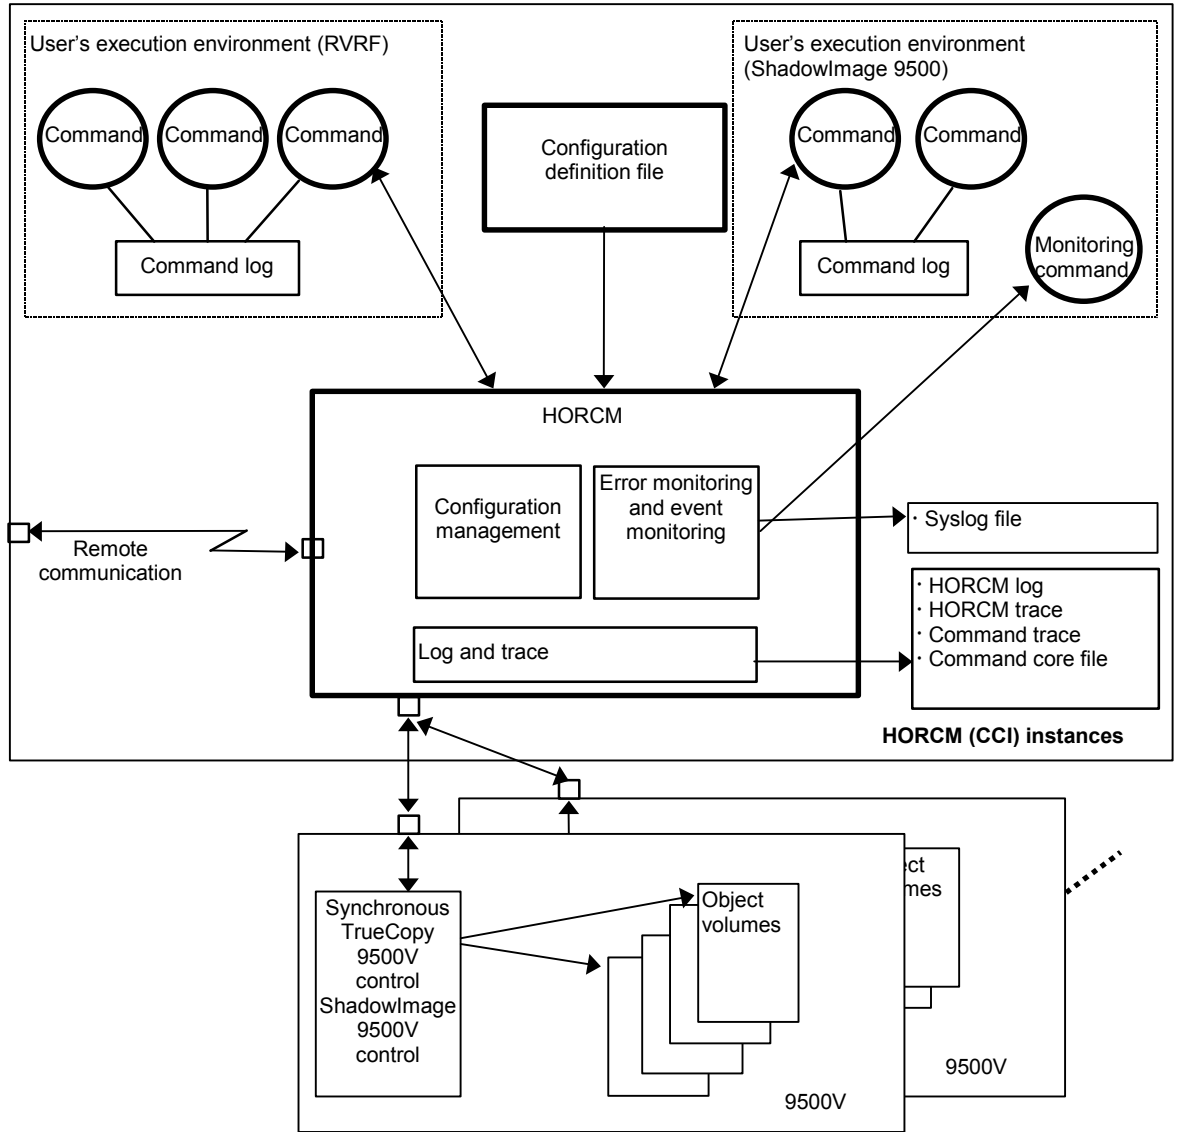 User's execution environment (RVRF)
Command
Command
Command
Command log
Configuration
definition file
User's execution environment
(ShadowImage 9500)
Command
Command
Command log
Monitoring
command
HORCM
Configuration
management
Error monitoring
and event
monitoring
Log and trace
Remote
communication
· Syslog file
· HORCM log
· HORCM trace
· Command trace
· Command core file
HORCM (CCI) instances
Synchronous
TrueCopy
9500V
control
ShadowImage
9500V
control
Object
volumes
9500V
ect
mes
9500V